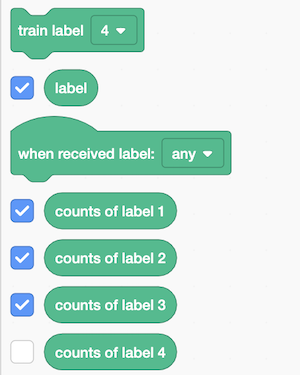 train label 4
label
when received label: any
counts of label 1
counts of label 2
counts of label 3
counts of label 4